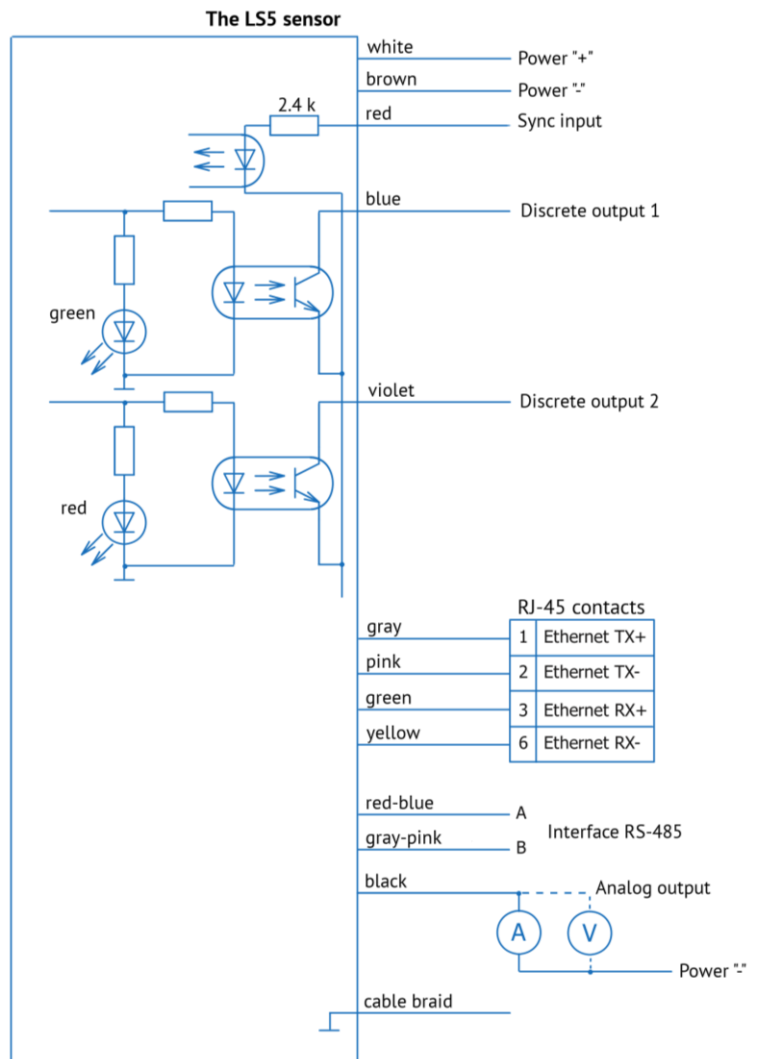 The LS5 sensor
white
Power "+"
brown
Power "-"
2.4 k
red
Sync input
blue
Discrete output 1
green
violet
Discrete output 2
red
RJ-45 contacts
gray
1 Ethernet TX+
pink
2 Ethernet TX-
green
3 Ethernet RX+
yellow
6 Ethernet RX-
red-blue
A
Interface RS-485
gray-pink
B
black
Analog output
A
V
Power "-"
cable braid